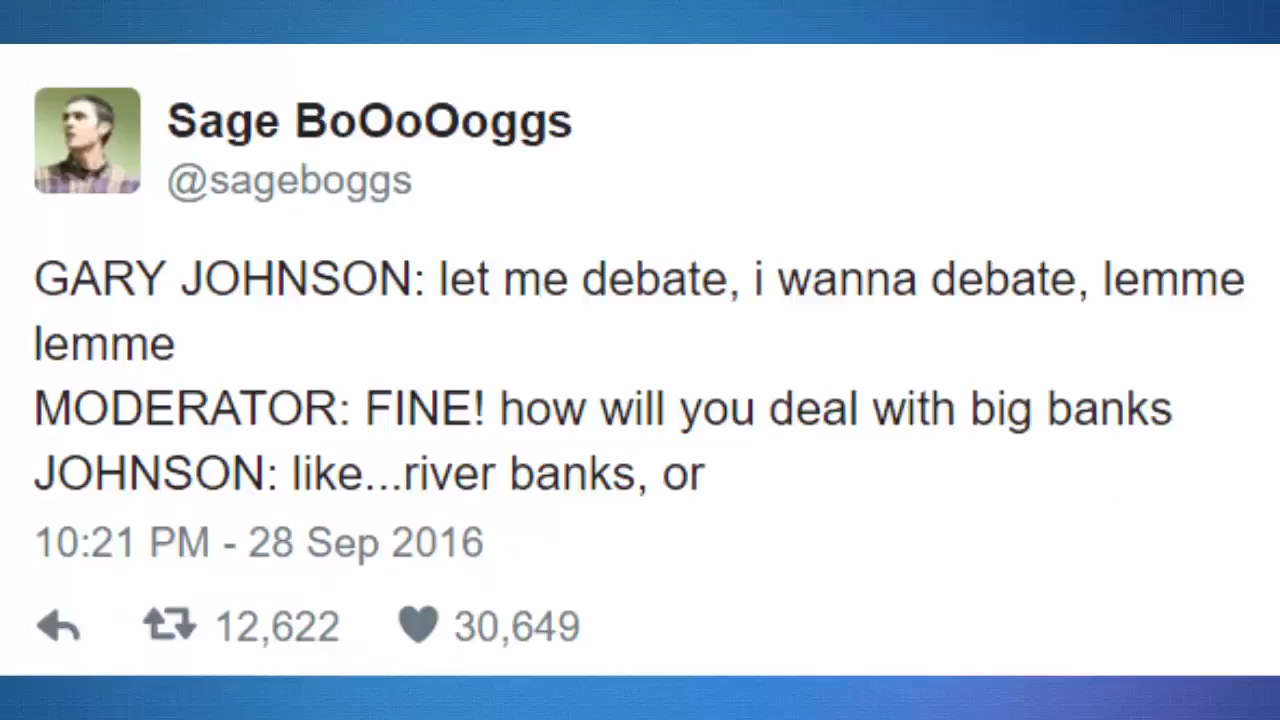 Sage BoOoOoggs
@sageboggs
GARY JOHNSON: let me debate, i wanna debate, lemme
lemme
MODERATOR: FINE! how will you deal with big banks
JOHNSON: like...river banks, or
10:21 PM - 28 Sep 2016
12,622 30,649